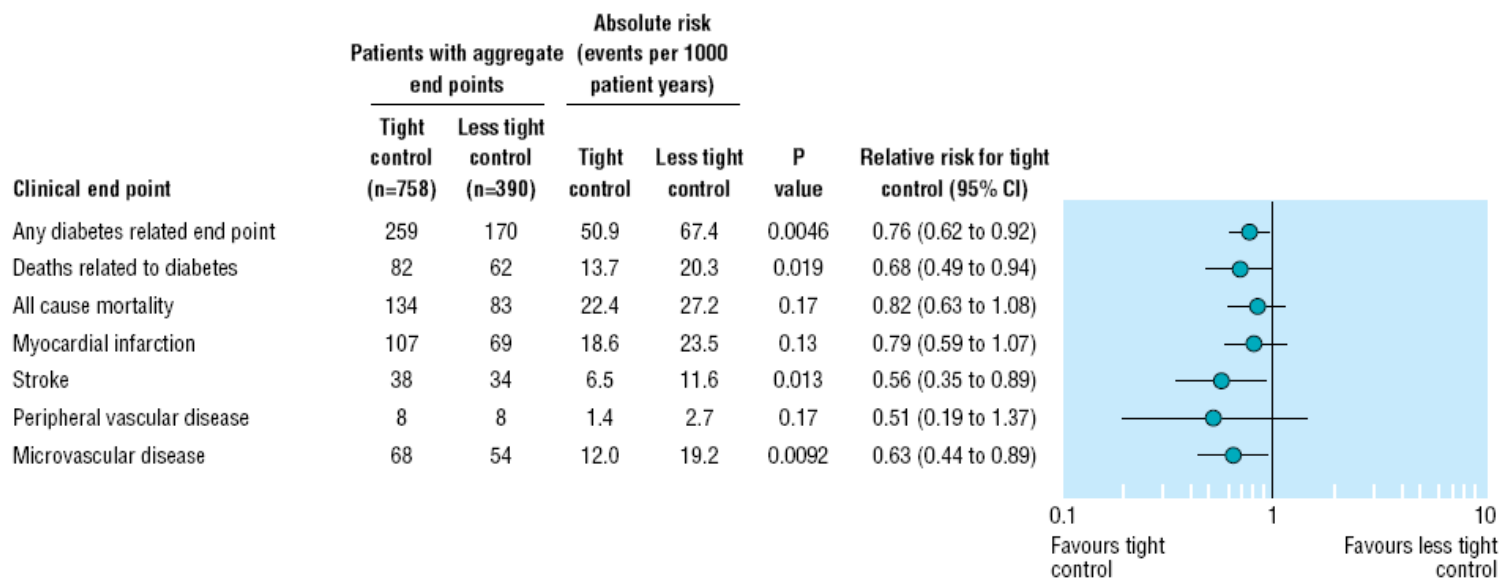 Absolute risk
Patients with aggregate (events per 1000
end points patient years)
Tight Less tight
control control Tight Less tight P Relative risk for tight
Clinical end point (n=758) (n=390) control control value control (95% CI)
Any diabetes related end point 259 170 50.9 67.4 0.0046 0.76 (0.62 to 0.92)
Deaths related to diabetes 82 62 13.7 20.3 0.019 0.68 (0.49 to 0.94)
All cause mortality 134 83 22.4 27.2 0.17 0.82 (0.63 to 1.08)
Myocardial infarction 107 69 18.6 23.5 0.13 0.79 (0.59 to 1.07)
Stroke 38 34 6.5 11.6 0.013 0.56 (0.35 to 0.89)
Peripheral vascular disease 8 8 1.4 2.7 0.17 0.51 (0.19 to 1.37)
Microvascular disease 68 54 12.0 19.2 0.0092 0.63 (0.44 to 0.89)
0.1 1 10
Favours tight Favours less tight
control control